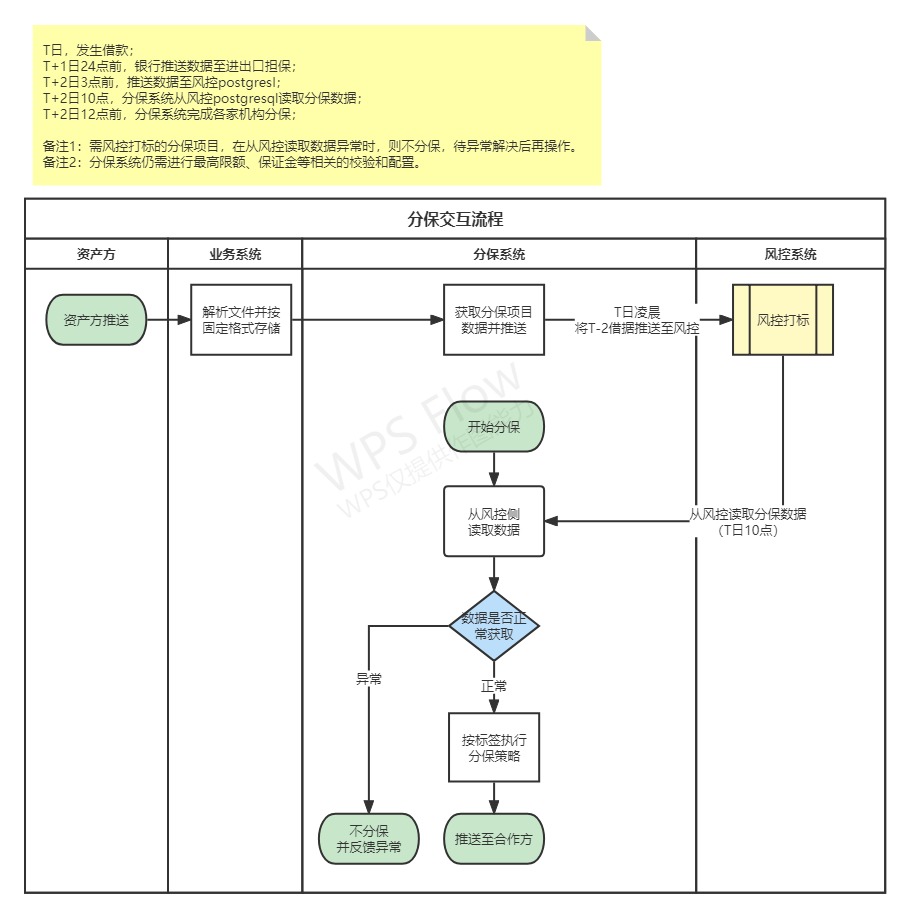 T日，发生借款；
T+1日24点前，银行推送数据至进出口担保；
T+2日3点前，推送数据至风控postgresl；
T+2日10点，分保系统从风控postgresql读取分保数据；
T+2日12点前，分保系统完成各家机构分保；
备注1：需风控打标的分保项目，在从风控读取数据异常时，则不分保，待异常解决后再操作。
备注2：分保系统仍需进行最高限额、保证金等相关的校验和配置。
分保交互流程
资产方
业务系统
分保系统
风控系统
资产方推送
解析文件并按
固定格式存储
获取分保项目
数据并推送
T日凌晨
将T-2借据推送至风控
风控打标
WPS Flow
WPS仅提供作图能力
开始分保
从风控侧
读取数据
从风控读取分保数据
（T日10点）
数据是否正
常获取
异常
正常
按标签执行
分保策略
不分保
并反馈异常
推送至合作方